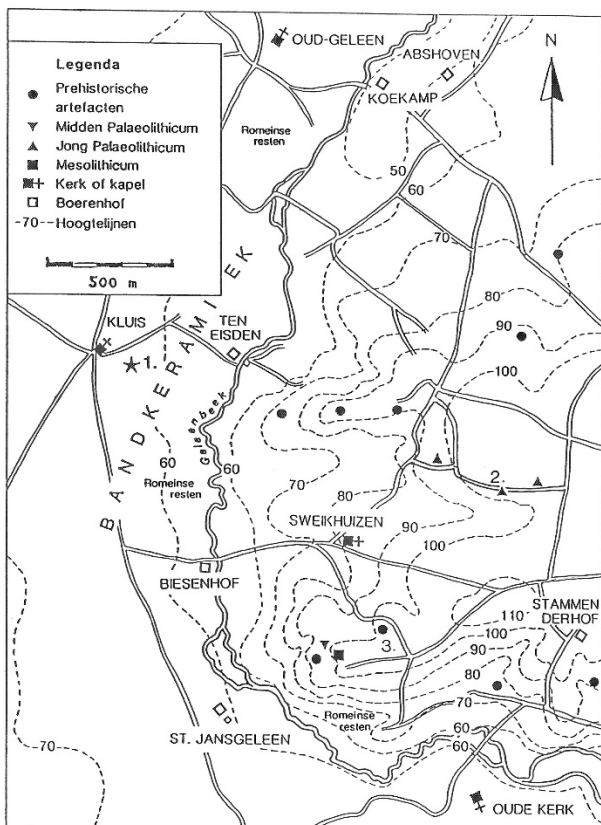 Legenda
Prehistorische
artefacten
Midden Palaeolithicum
Jong Palaeolithicum
Mesolithicum
Kerk of kapel
Boerenhof
-70-- Hoogtelijnen
500 m
OUD-GELEEN
ABSHOVEN
KOEKAMP
N
Romeinse
resten
50
60
70
80
90
100
KLUIS
1.
TEN
EISDEN
BANDKERAMIEK
Geleenbeek
60
Romeinse
resten
60
70
80
90
100
2.
SWEIKHUIZEN
BIESENHOF
STAMMEN
DERHOF
110
100
90
80
70
60
60
3.
Romeinse
resten
ST. JANSGELEEN
70
OUDE KERK